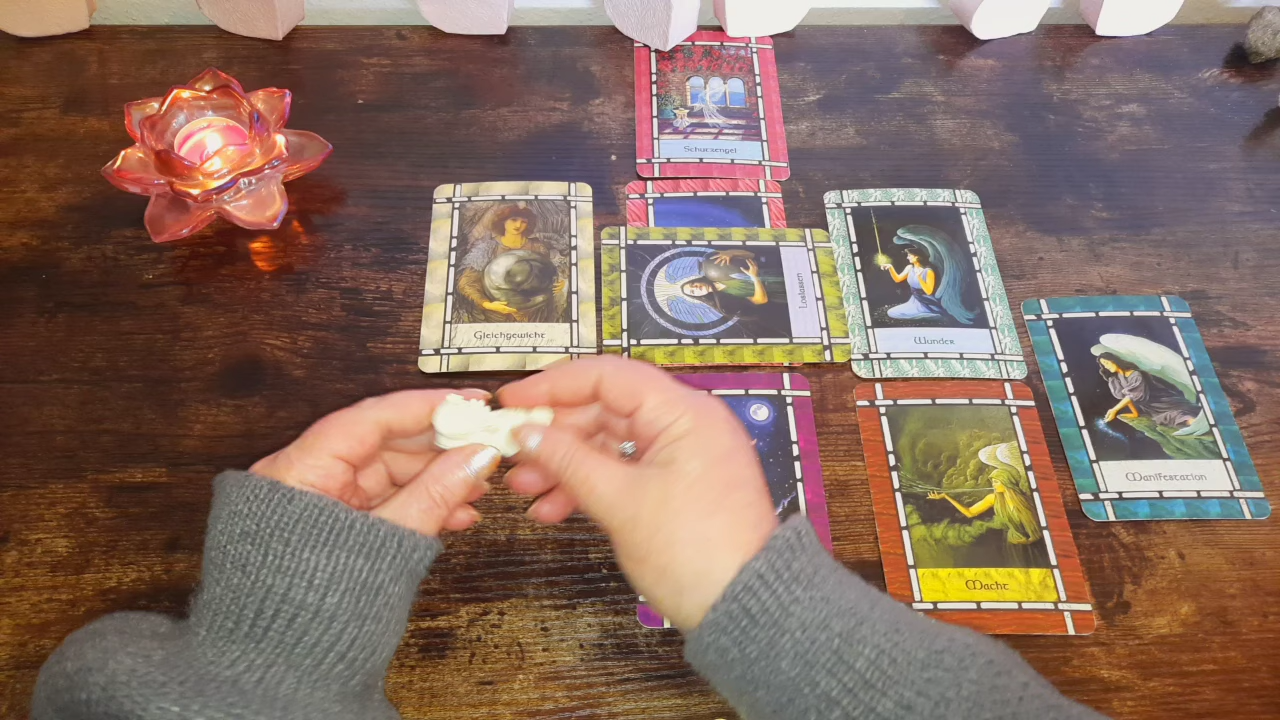 Schutzengel
Gleichgewicht
Loslassen
Wunder
Manifestation
Macht